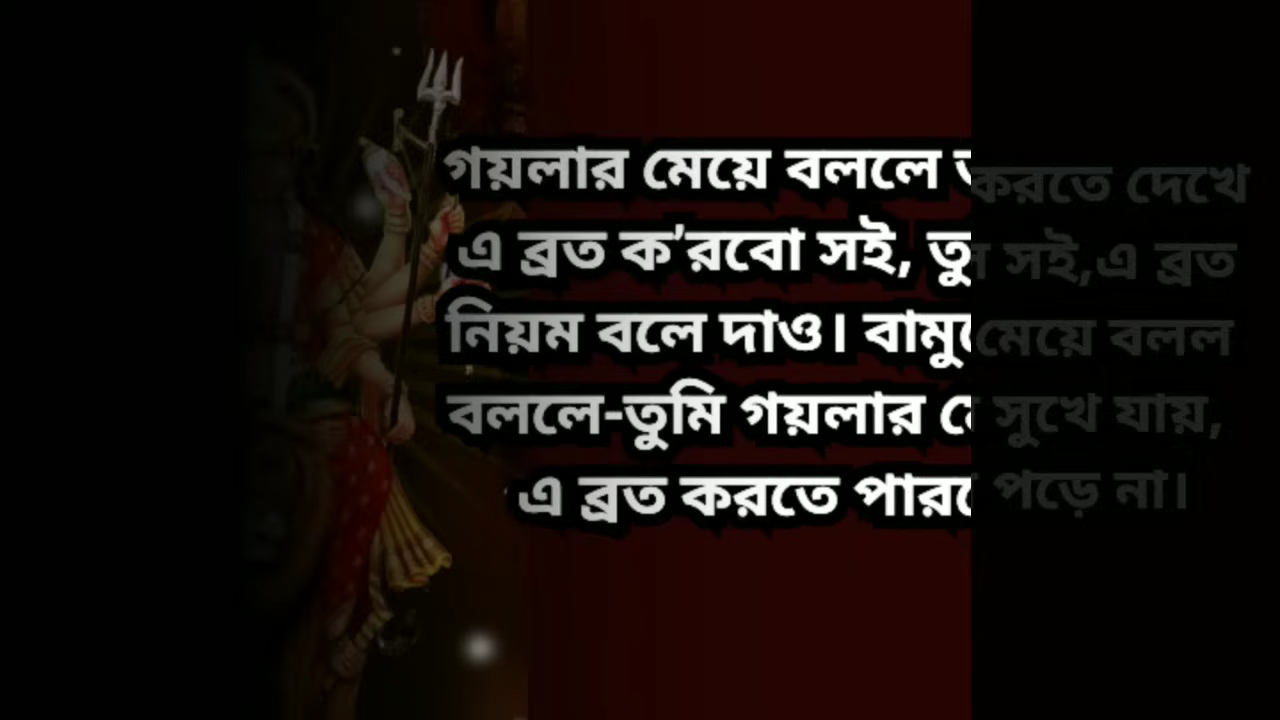 গয়লার মেয়ে বললে
এ ব্রত ক'রবো সই,
নিয়ম বলে দাও।
বললে-তুমি গয়লার
এ ব্রত করতে
করতে দেখে
সই,এ ব্রত
মেয়ে বলল
সুখে যায়,
পড়ে না।